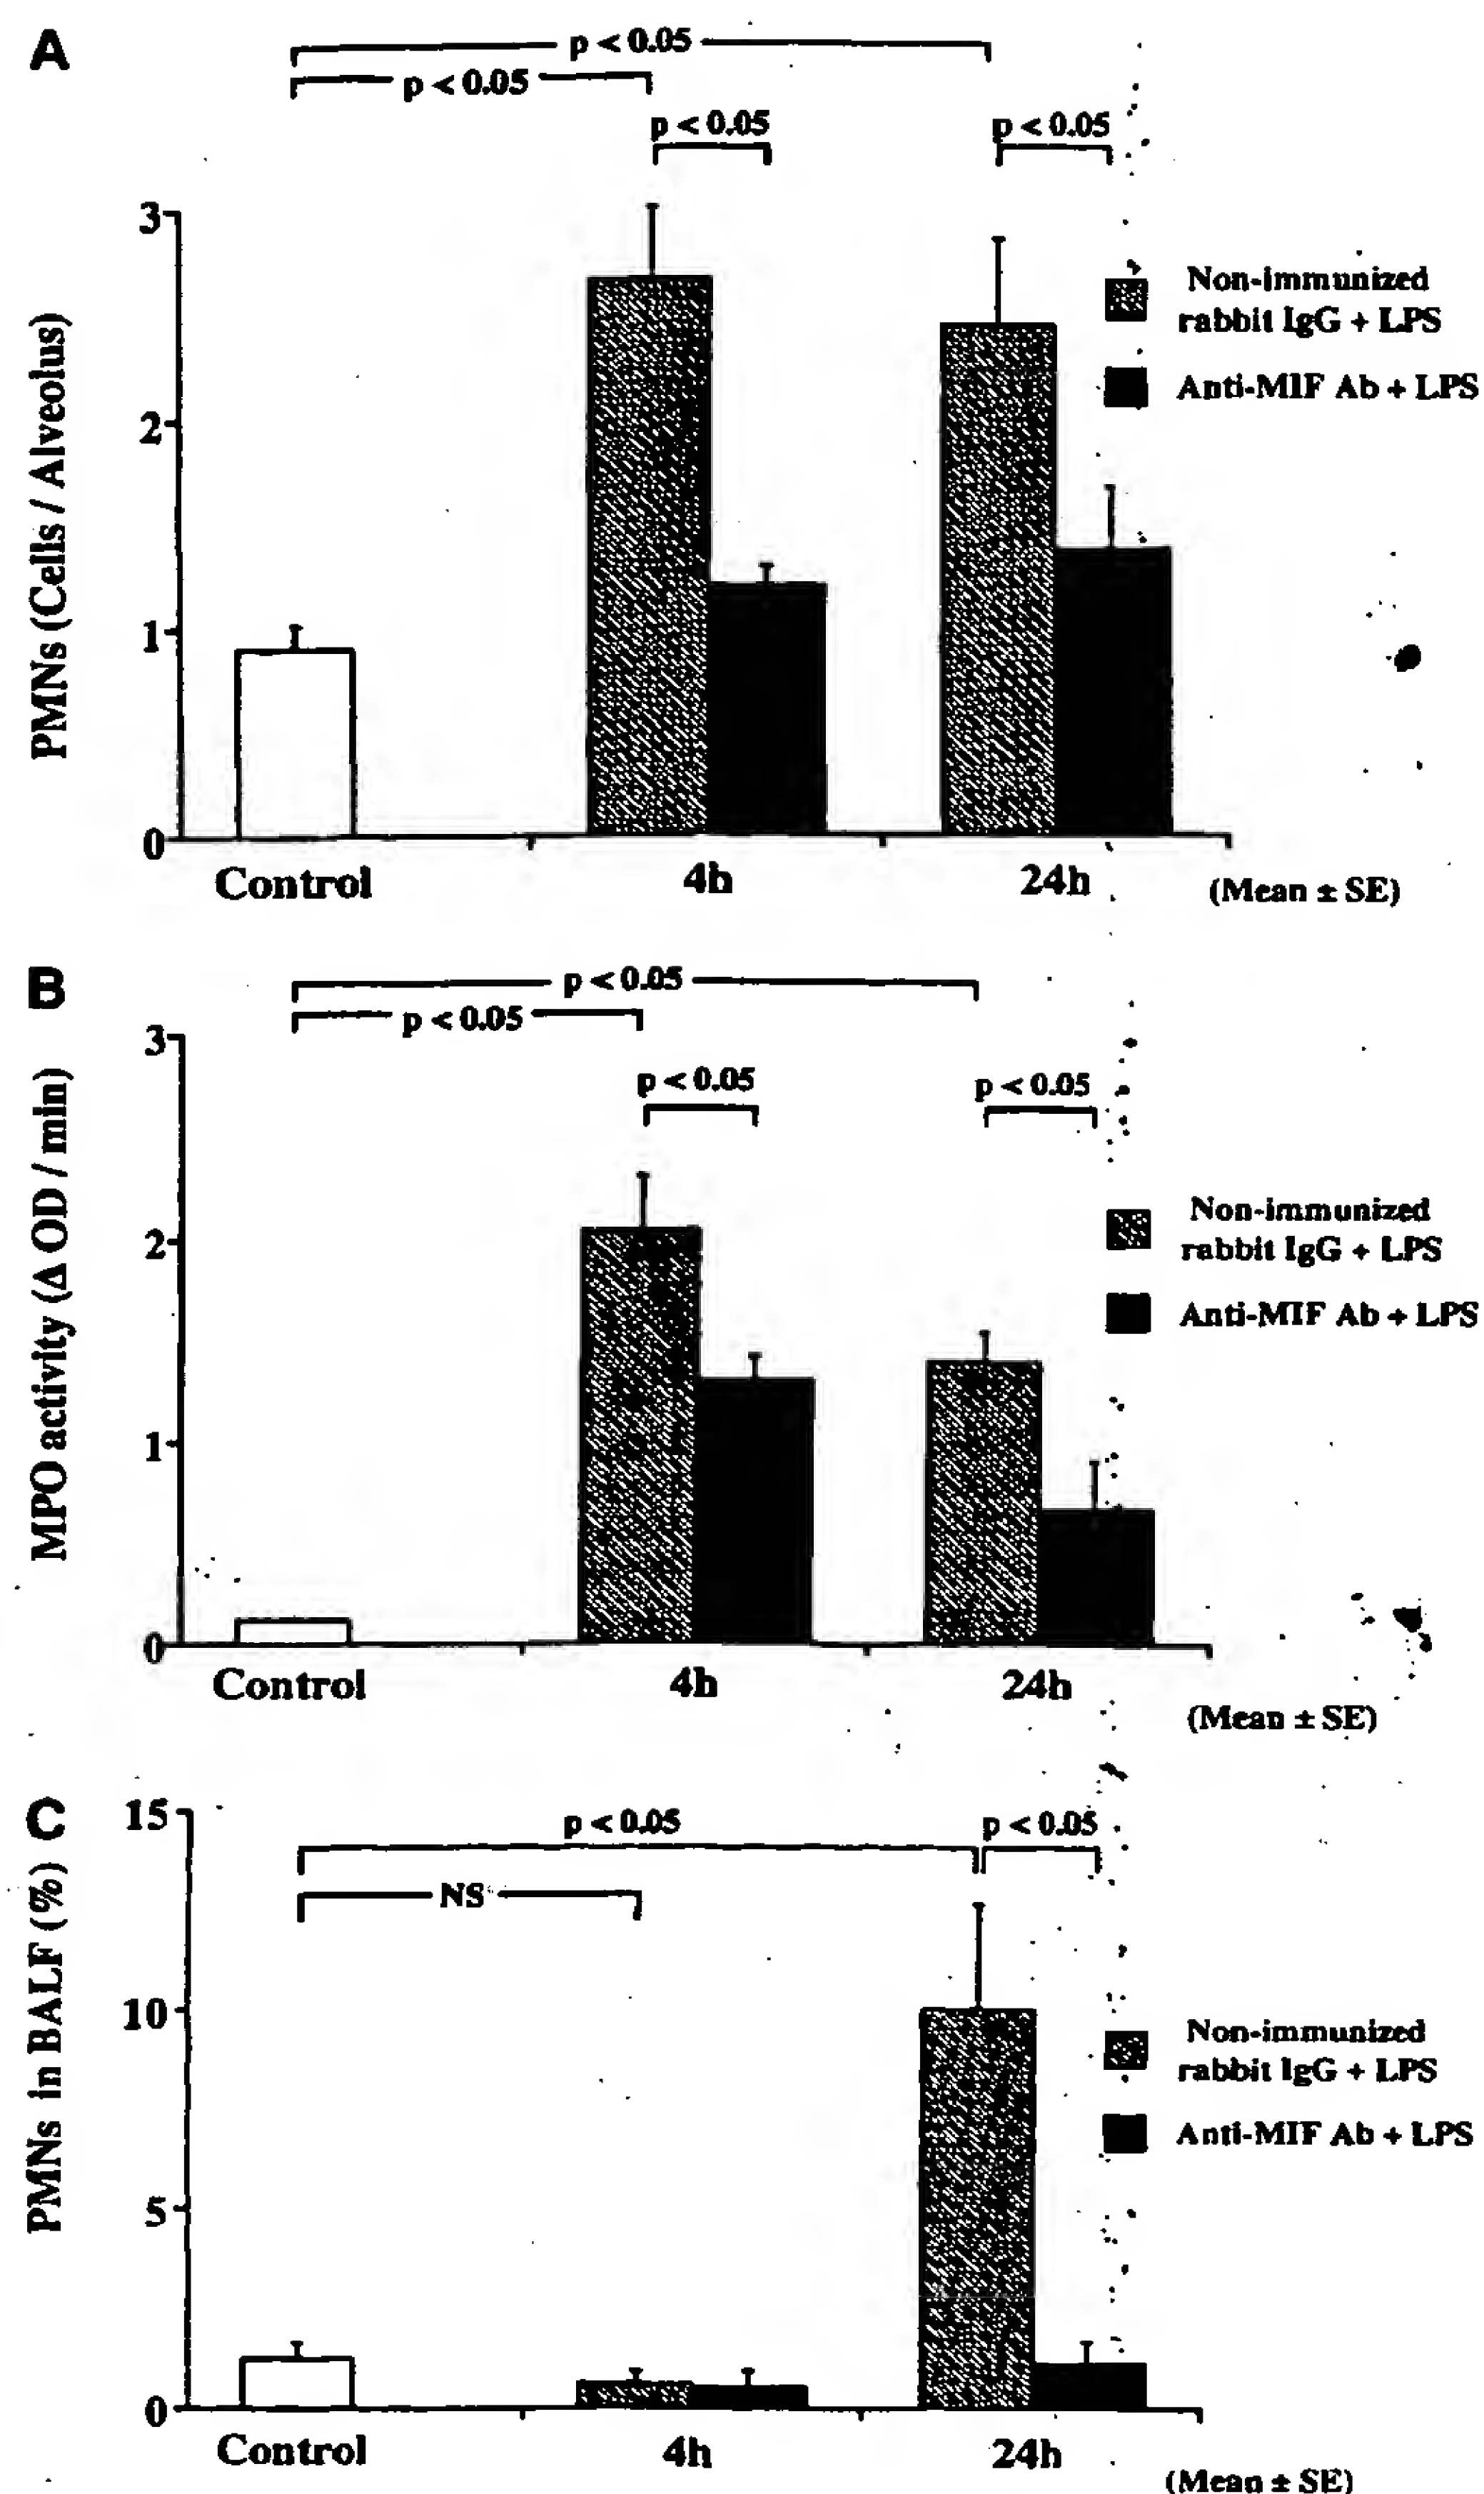 A
p < 0.05
p < 0.05
p < 0.05
p < 0.05
3
2
1
0
PMNs (Cells / Alveolus)
Non-immunized
rabbit IgG + LPS
Anti-MIF Ab + LPS
Control
4h
24h
(Mean ± SE)
B
p < 0.05
p < 0.05
p < 0.05
p < 0.05
3
2
1
0
MPO activity (Δ OD / min)
Non-immunized
rabbit IgG + LPS
Anti-MIF Ab + LPS
Control
4h
24h
(Mean ± SE)
C
p < 0.05
p < 0.05
NS
15
10
5
0
PMNs in BALF (%)
Non-immunized
rabbit IgG + LPS
Anti-MIF Ab + LPS
Control
4h
24h
(Mean ± SE)